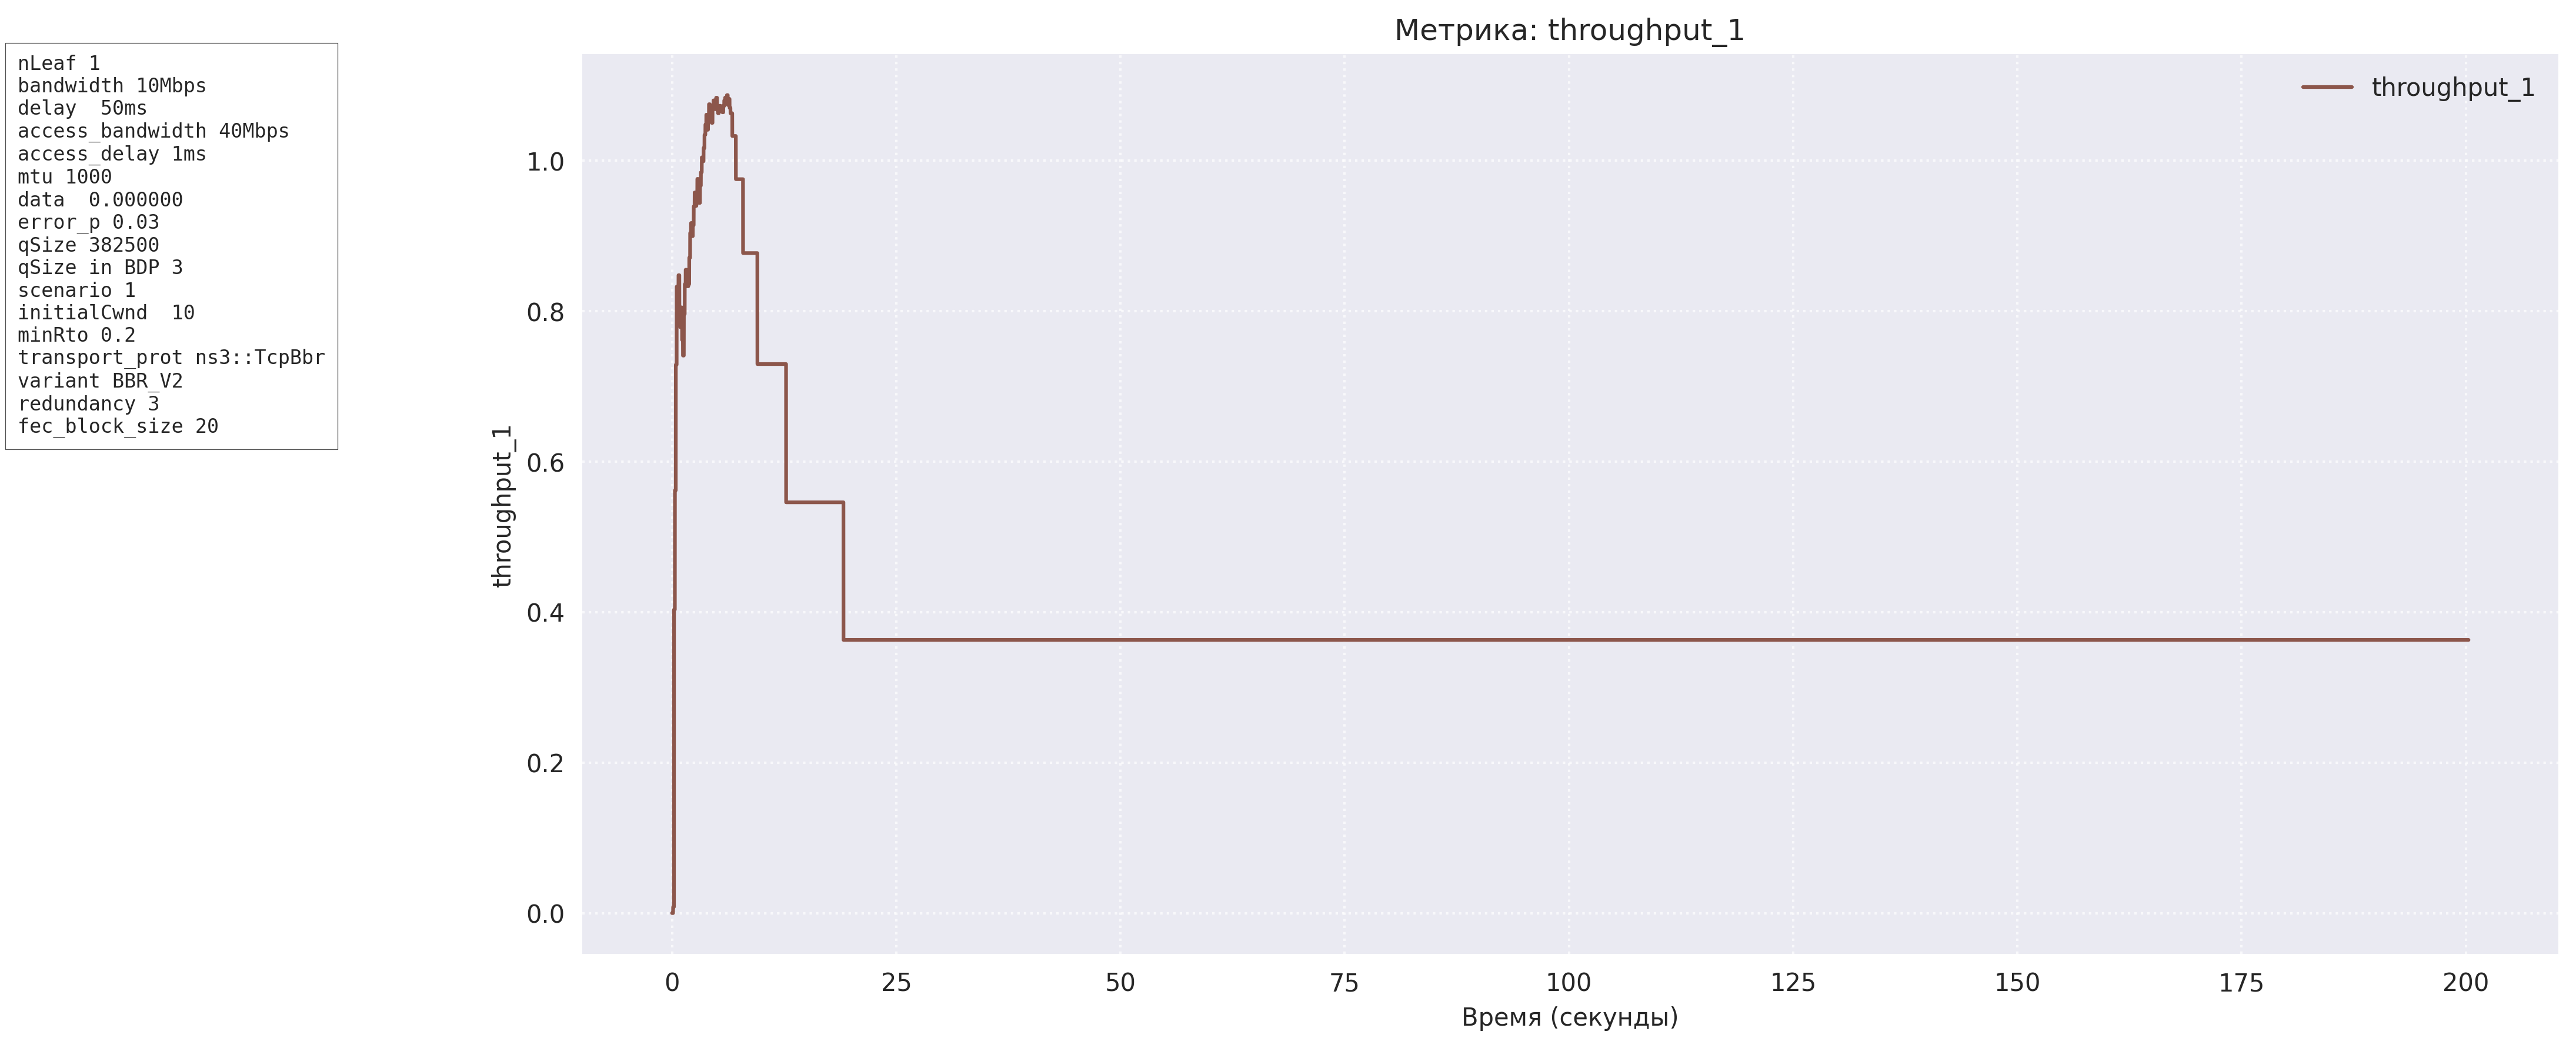 Метрика: throughput_1
nLeaf 1
bandwidth 10Mbps
delay  50ms
access_bandwidth 40Mbps
access_delay 1ms
mtu 1000
data  0.000000
error_p 0.03
qSize 382500
qSize in BDP 3
scenario 1
initialCwnd  10
minRto 0.2
transport_prot ns3::TcpBbr
variant BBR_V2
redundancy 3
fec_block_size 20
throughput_1
throughput_1
1.0
0.8
0.6
0.4
0.2
0.0
0 25 50 75 100 125 150 175 200
Время (секунды)